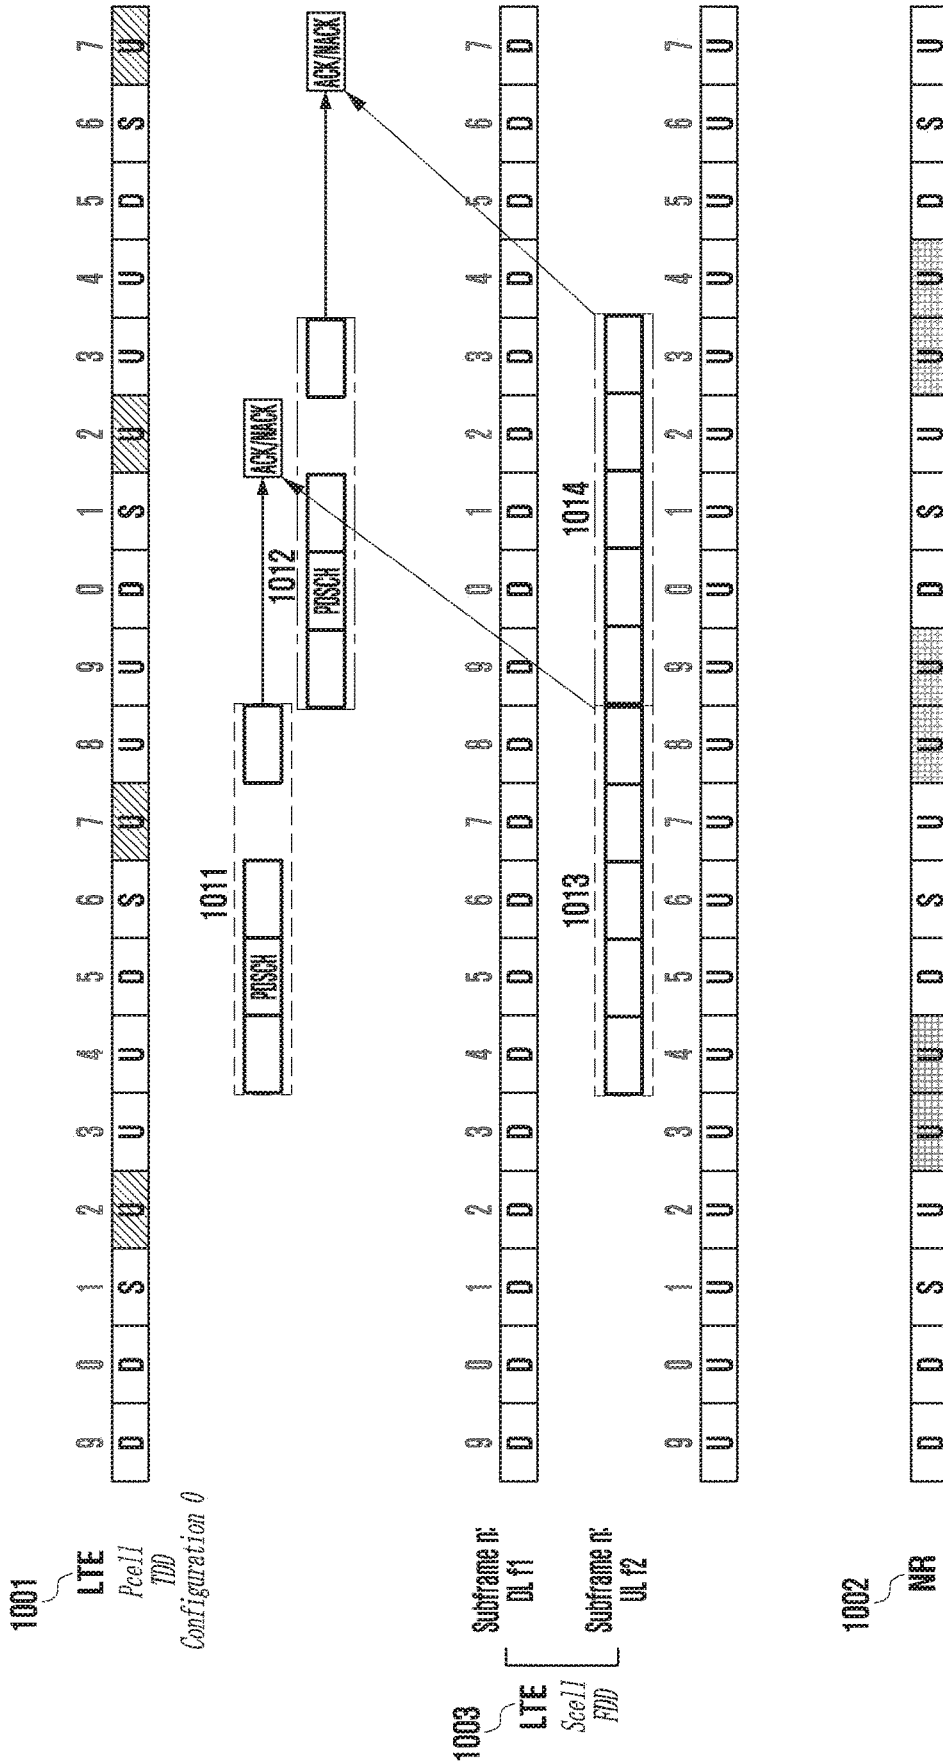 1001
LTE
Pcell
TDD
Configuration 0
9 0 1 2 3 4 5 6 7 8 9 0 1 2 3 4 5 6 7
D D S U U U D S U U U D S U U U D S U
1011
PDSCH
ACK/NACK
1012
PDSCH
ACK/NACK
1003
LTE
Scell
FDD
Subframe n:
DL f1
9 0 1 2 3 4 5 6 7 8 9 0 1 2 3 4 5 6 7
D D D D D D D D D D D D D D D D D D D
1013
1014
Subframe n:
UL f2
9 0 1 2 3 4 5 6 7 8 9 0 1 2 3 4 5 6 7
U U U U U U U U U U U U U U U U U U U
1002
NR
D D S U U U D S U U U D S U U U D S U